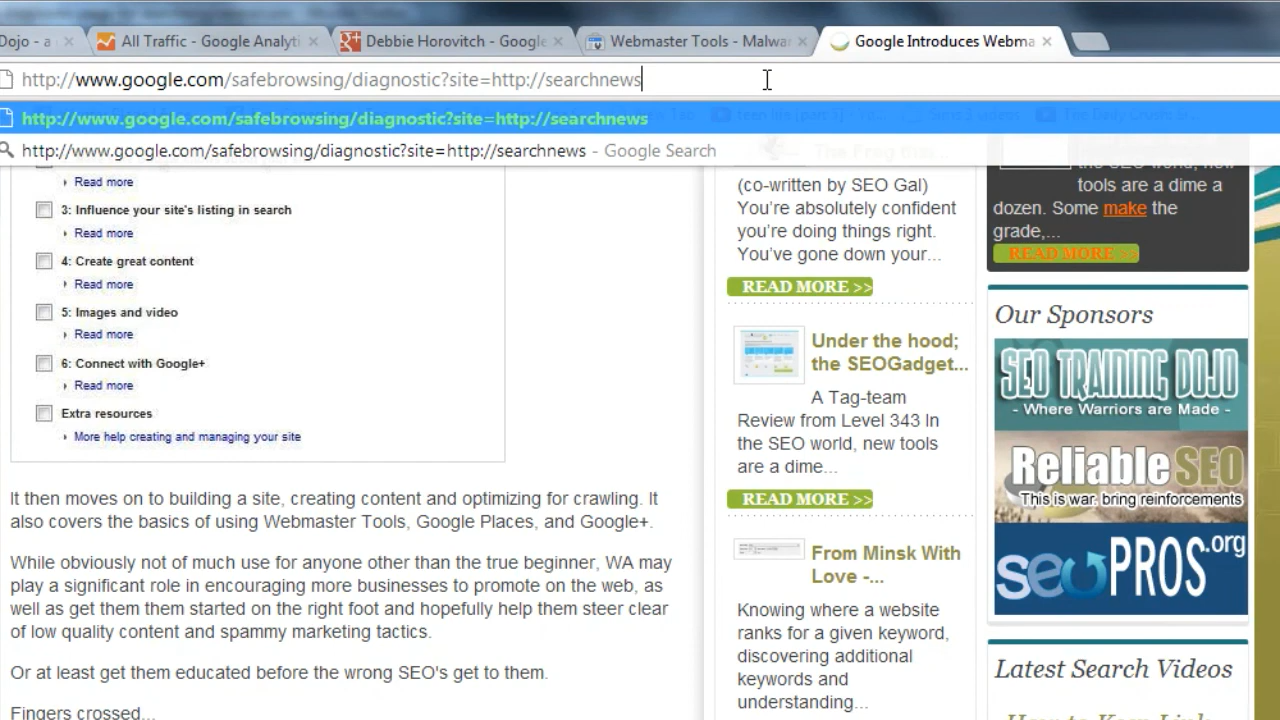 Dojo - a
All Traffic - Google Analyti
Debbie Horovitch - Google
Webmaster Tools - Malwar
Google Introduces Webma
http://www.google.com/safebrowsing/diagnostic?site=http://searchnews
http://www.google.com/safebrowsing/diagnostic?site=http://searchnews
http://www.google.com/safebrowsing/diagnostic?site=http://searchnews - Google Search
Read more
3: Influence your site's listing in search
Read more
4: Create great content
Read more
5: Images and video
Read more
6: Connect with Google+
Read more
Extra resources
More help creating and managing your site
It then moves on to building a site, creating content and optimizing for crawling. It
also covers the basics of using Webmaster Tools, Google Places, and Google+.
While obviously not of much use for anyone other than the true beginner, WA may
play a significant role in encouraging more businesses to promote on the web, as
well as get them them started on the right foot and hopefully help them steer clear
of low quality content and spammy marketing tactics.
Or at least get them educated before the wrong SEO's get to them.
Fingers crossed...
(co-written by SEO Gal)
You're absolutely confident
you're doing things right.
You've gone down your...
READ MORE >>
Under the hood;
the SEOGadget...
A Tag-team
Review from Level 343 In
the SEO world, new tools
are a dime...
READ MORE >>
From Minsk With
Love -...
Knowing where a website
ranks for a given keyword,
discovering additional
keywords and
understanding...
the SEO world, new
tools are a dime a
dozen. Some make the
grade,...
READ MORE >>
Our Sponsors
SEO TRAINING DOJO
- Where Warriors are Made -
Reliable SEO
This is war. bring reinforcements
seo PROS.org
Latest Search Videos